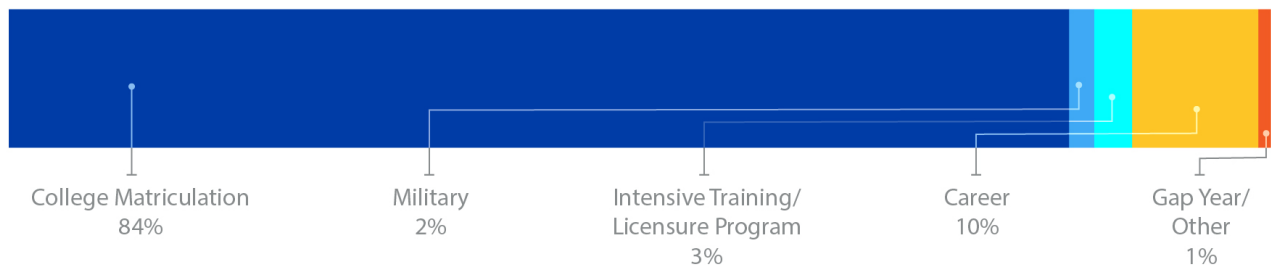 College Matriculation
84%
Military
2%
Intensive Training/
Licensure Program
3%
Career
10%
Gap Year/
Other
1%